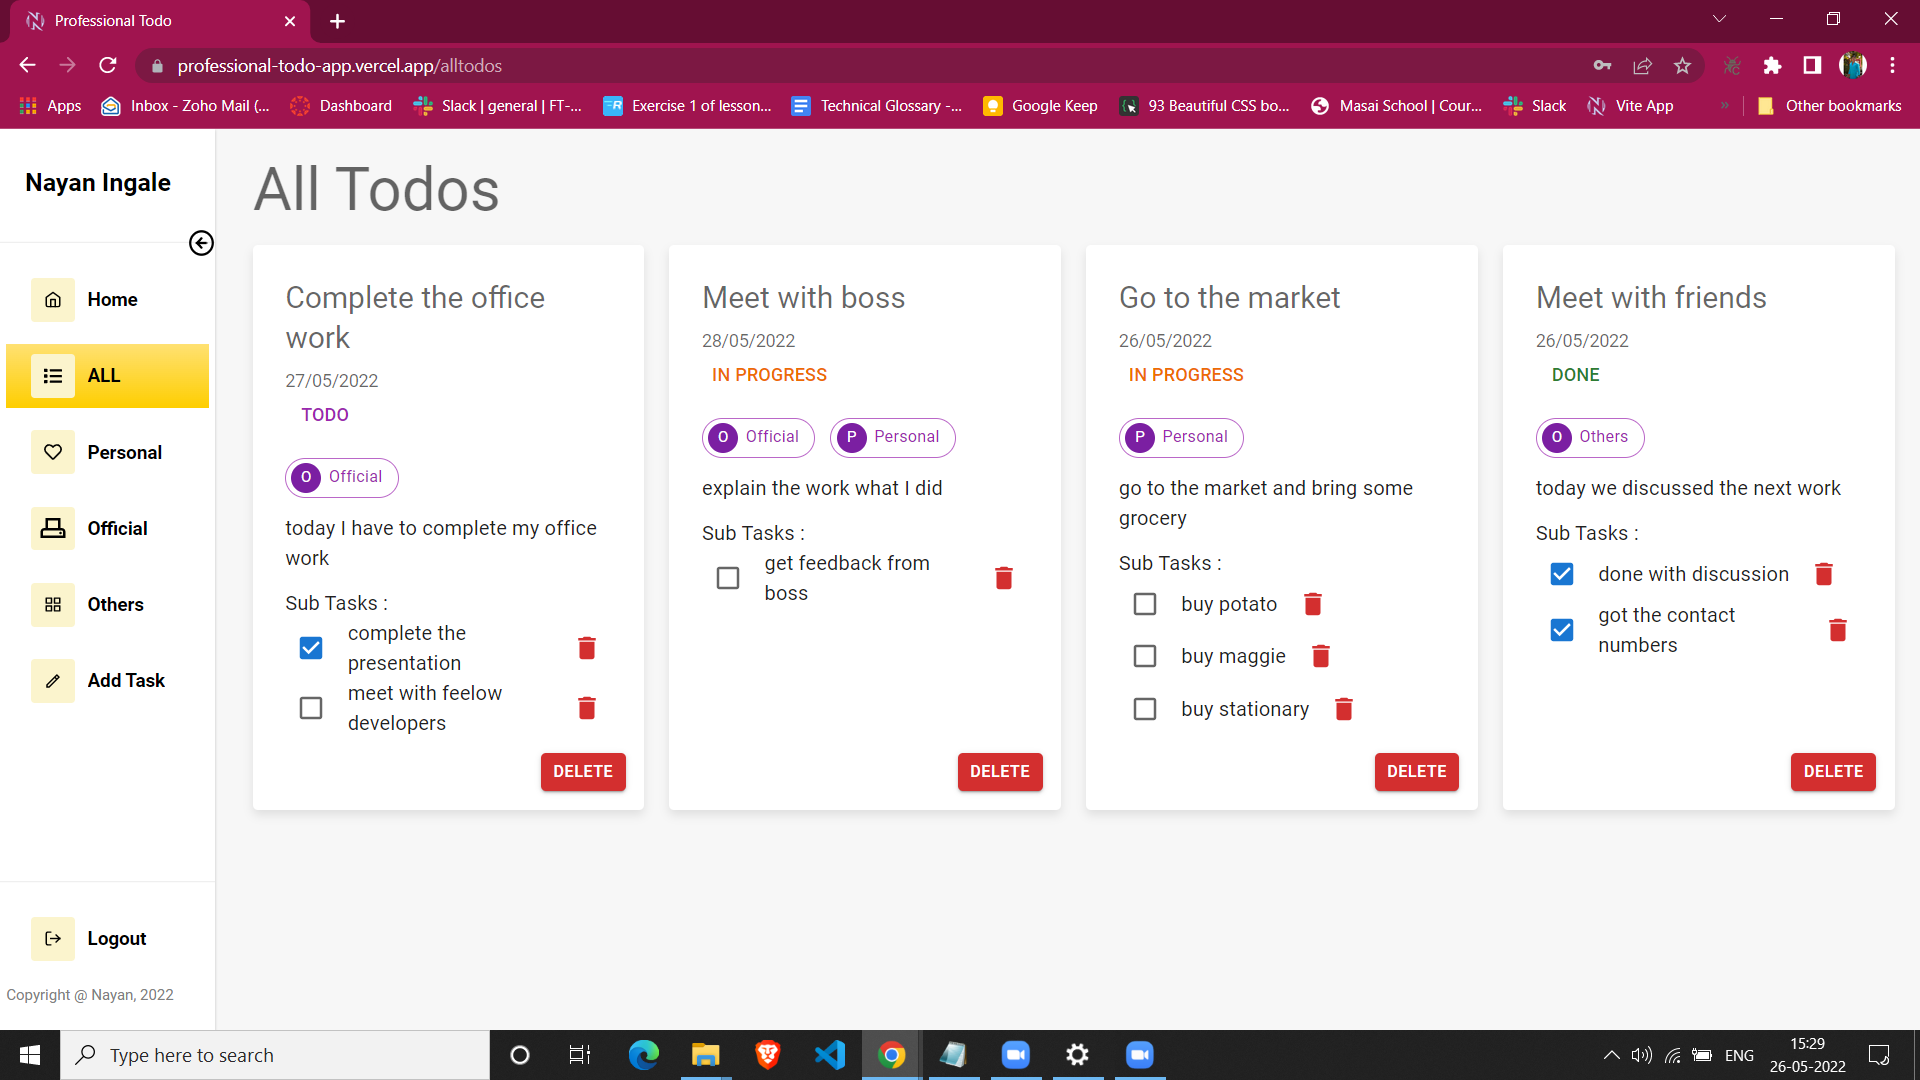 Professional Todo
professional-todo-app.vercel.app/alltodos
Apps
Inbox - Zoho Mail (...
Dashboard
Slack | general | FT-...
Exercise 1 of lesson...
Technical Glossary -...
Google Keep
93 Beautiful CSS bo...
Masai School | Cour...
Slack
Vite App
»
Other bookmarks
Nayan Ingale
Home
ALL
Personal
Official
Others
Add Task
Logout
Copyright @ Nayan, 2022
All Todos
Complete the office
work
27/05/2022
TODO
O Official
today I have to complete my office
work
Sub Tasks :
complete the
presentation
meet with feelow
developers
DELETE
Meet with boss
28/05/2022
IN PROGRESS
O Official
P Personal
explain the work what I did
Sub Tasks :
get feedback from
boss
DELETE
Go to the market
26/05/2022
IN PROGRESS
P Personal
go to the market and bring some
grocery
Sub Tasks :
buy potato
buy maggie
buy stationary
DELETE
Meet with friends
26/05/2022
DONE
O Others
today we discussed the next work
Sub Tasks :
done with discussion
got the contact
numbers
DELETE
Type here to search
ENG
15:29
26-05-2022